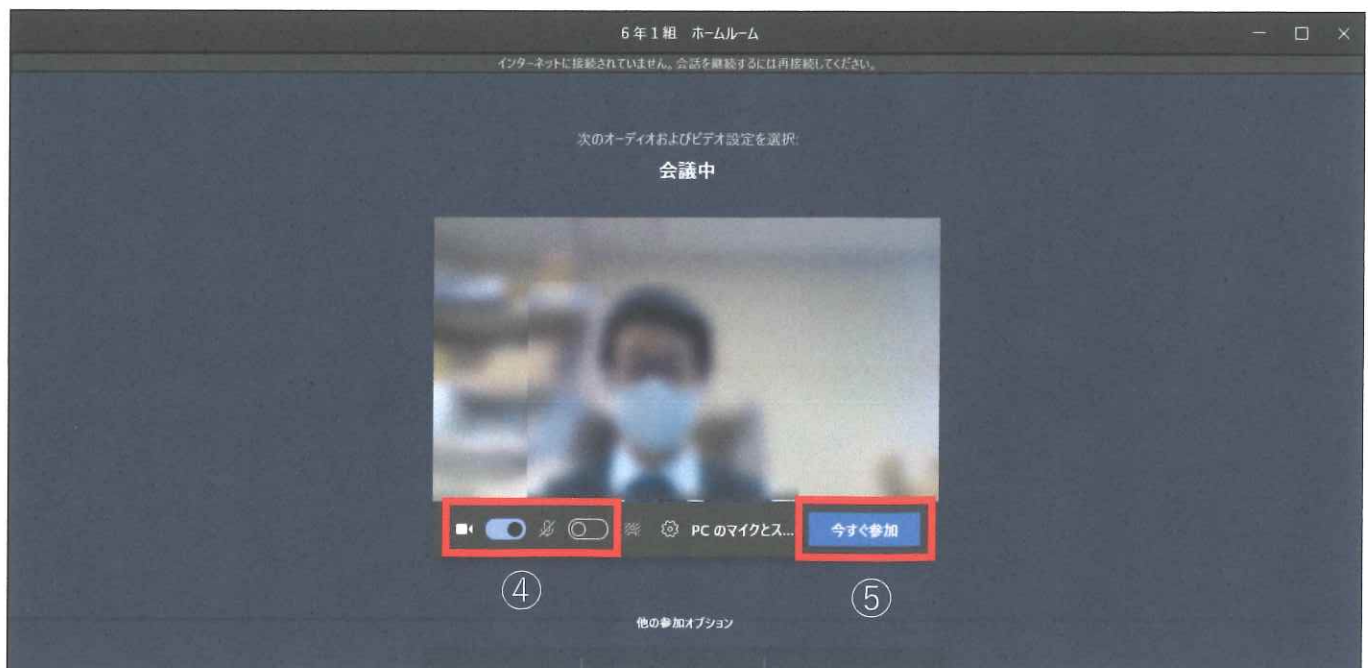 6年1組 ホームルーム
インターネットに接続されていません。会話を継続するには再接続してください。
次のオーディオおよびビデオ設定を選択:
会議中
PC のマイクとス...
今すぐ参加
④
⑤
他の参加オプション